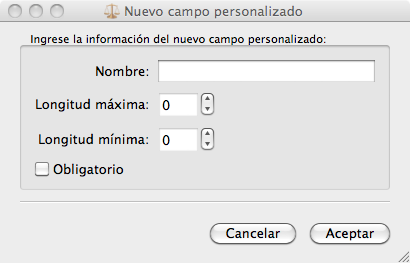 Nuevo campo personalizado
Ingrese la información del nuevo campo personalizado:
Nombre:
Longitud máxima: 0
Longitud mínima: 0
Obligatorio
Cancelar Aceptar